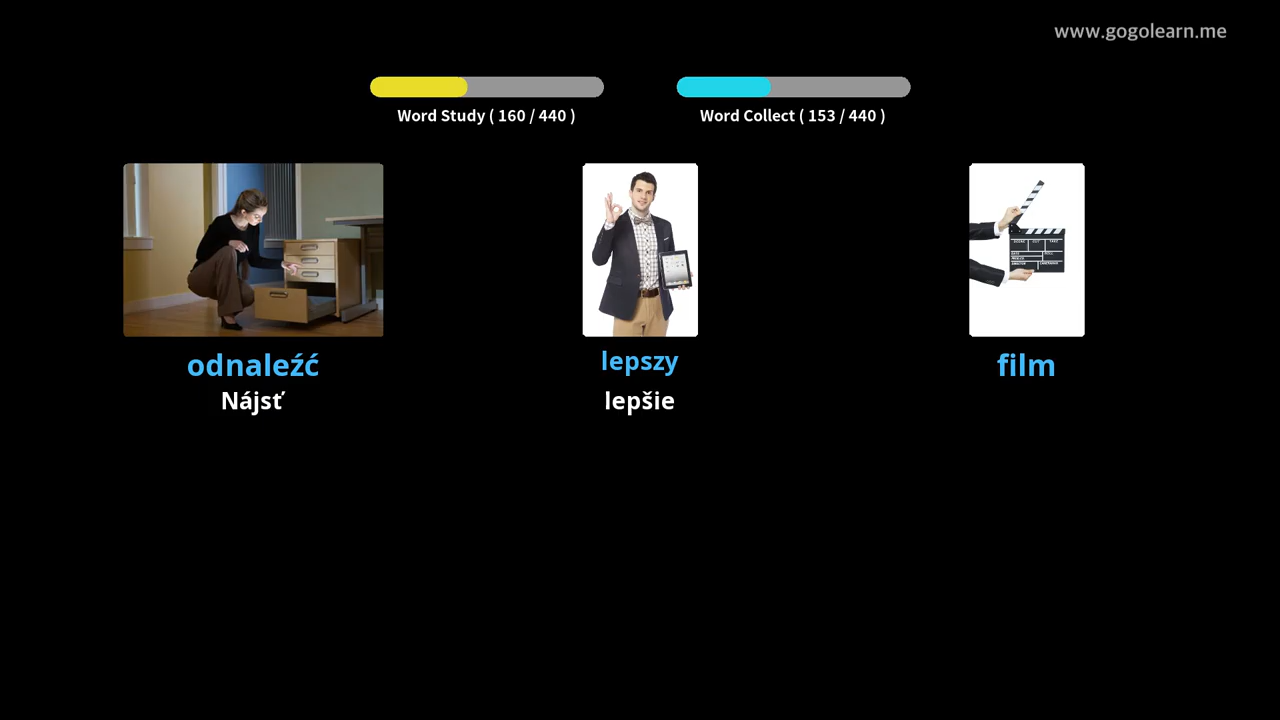 www.gogolearn.me
Word Study ( 160 / 440 )
Word Collect ( 153 / 440 )
odnaleźć
Nájsť
lepszy
lepšie
film